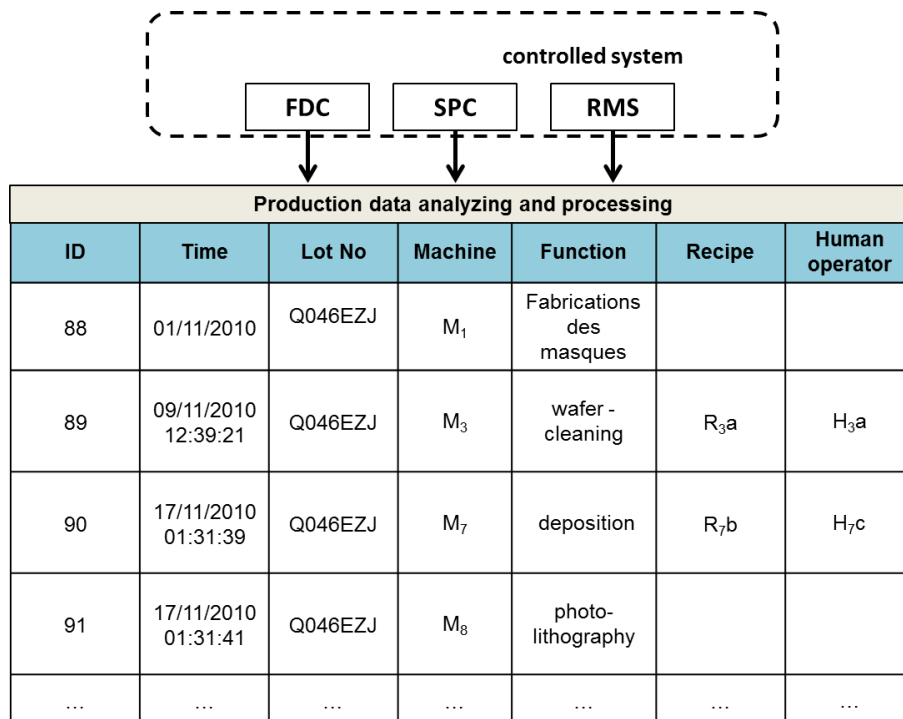 controlled system
FDC SPC RMS
Production data analyzing and processing
ID Time Lot No Machine Function Recipe Human operator
88 01/11/2010 Q046EZJ M₁ Fabrications des masques
89 09/11/2010 12:39:21 Q046EZJ M₃ wafer - cleaning R₃a H₃a
90 17/11/2010 01:31:39 Q046EZJ M₇ deposition R₇b H₇c
91 17/11/2010 01:31:41 Q046EZJ M₈ photo- lithography
... ... ... ... ... ... ...